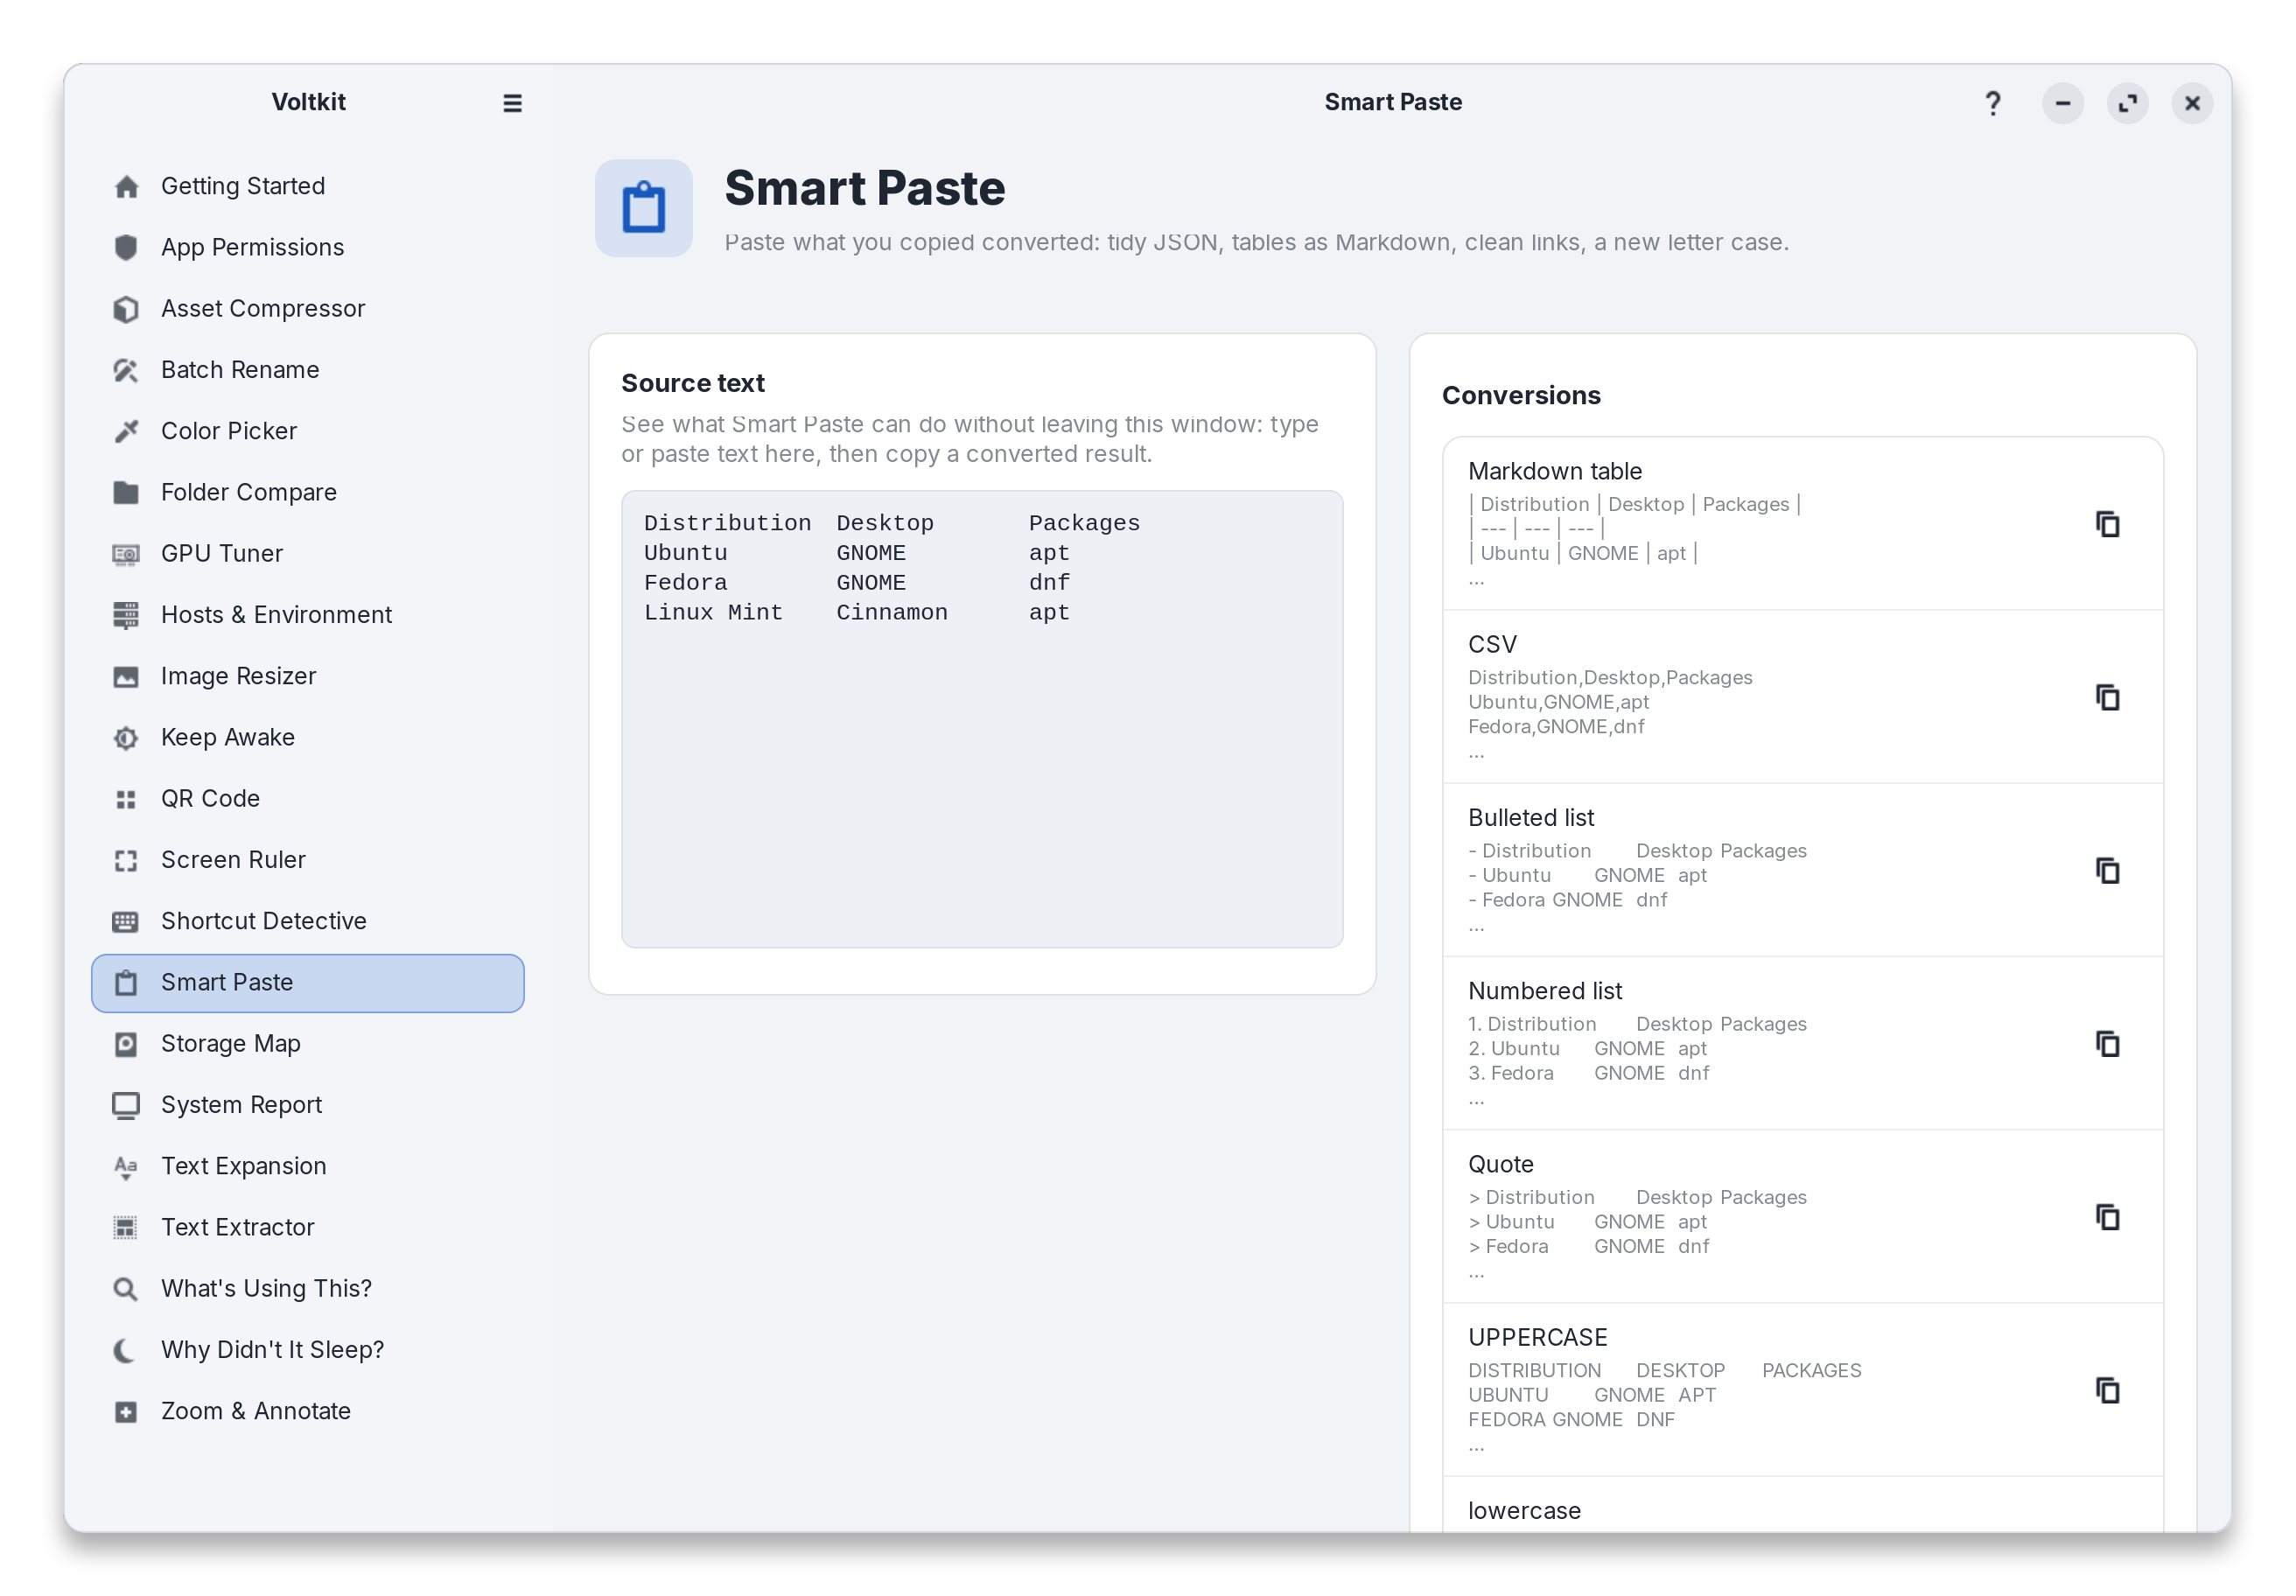 Voltkit
Smart Paste
?
Getting Started
App Permissions
Asset Compressor
Batch Rename
Color Picker
Folder Compare
GPU Tuner
Hosts & Environment
Image Resizer
Keep Awake
QR Code
Screen Ruler
Shortcut Detective
Smart Paste
Storage Map
System Report
Text Expansion
Text Extractor
What's Using This?
Why Didn't It Sleep?
Zoom & Annotate
Smart Paste
Paste what you copied converted: tidy JSON, tables as Markdown, clean links, a new letter case.
Source text
See what Smart Paste can do without leaving this window: type
or paste text here, then copy a converted result.
Distribution Desktop Packages
Ubuntu GNOME apt
Fedora GNOME dnf
Linux Mint Cinnamon apt
Conversions
Markdown table
| Distribution | Desktop | Packages |
| --- | --- | --- |
| Ubuntu | GNOME | apt |
...
CSV
Distribution,Desktop,Packages
Ubuntu,GNOME,apt
Fedora,GNOME,dnf
...
Bulleted list
- Distribution Desktop Packages
- Ubuntu GNOME apt
- Fedora GNOME dnf
...
Numbered list
1. Distribution Desktop Packages
2. Ubuntu GNOME apt
3. Fedora GNOME dnf
...
Quote
> Distribution Desktop Packages
> Ubuntu GNOME apt
> Fedora GNOME dnf
...
UPPERCASE
DISTRIBUTION DESKTOP PACKAGES
UBUNTU GNOME APT
FEDORA GNOME DNF
...
lowercase